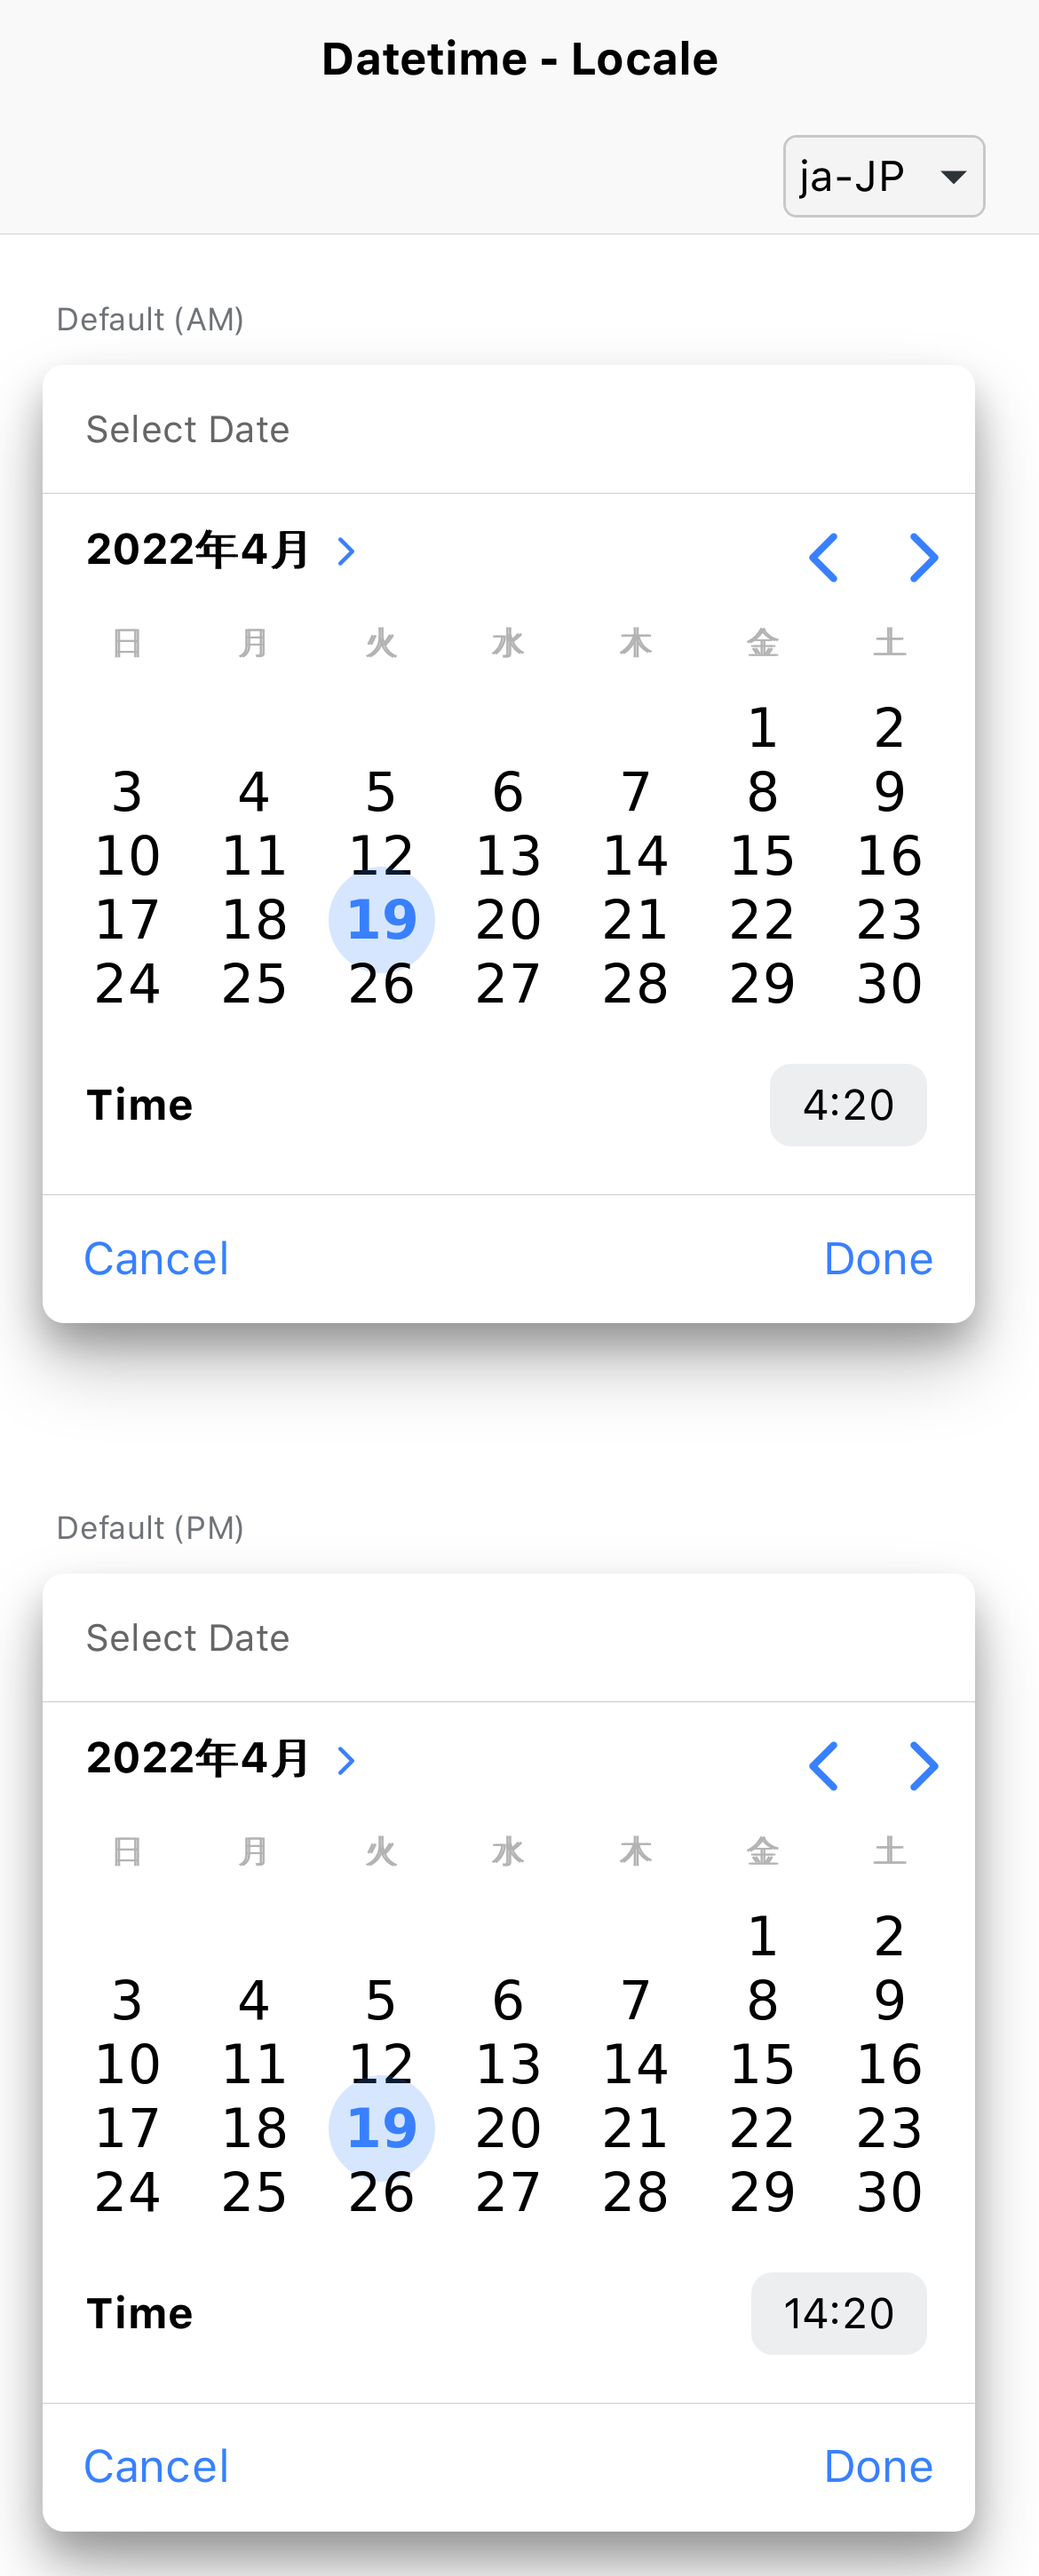 Datetime - Locale
ja-JP
Default (AM)
Select Date
2022年4月
日 月 火 水 木 金 土
1 2
3 4 5 6 7 8 9
10 11 12 13 14 15 16
17 18 19 20 21 22 23
24 25 26 27 28 29 30
Time 4:20
Cancel Done
Default (PM)
Select Date
2022年4月
日 月 火 水 木 金 土
1 2
3 4 5 6 7 8 9
10 11 12 13 14 15 16
17 18 19 20 21 22 23
24 25 26 27 28 29 30
Time 14:20
Cancel Done